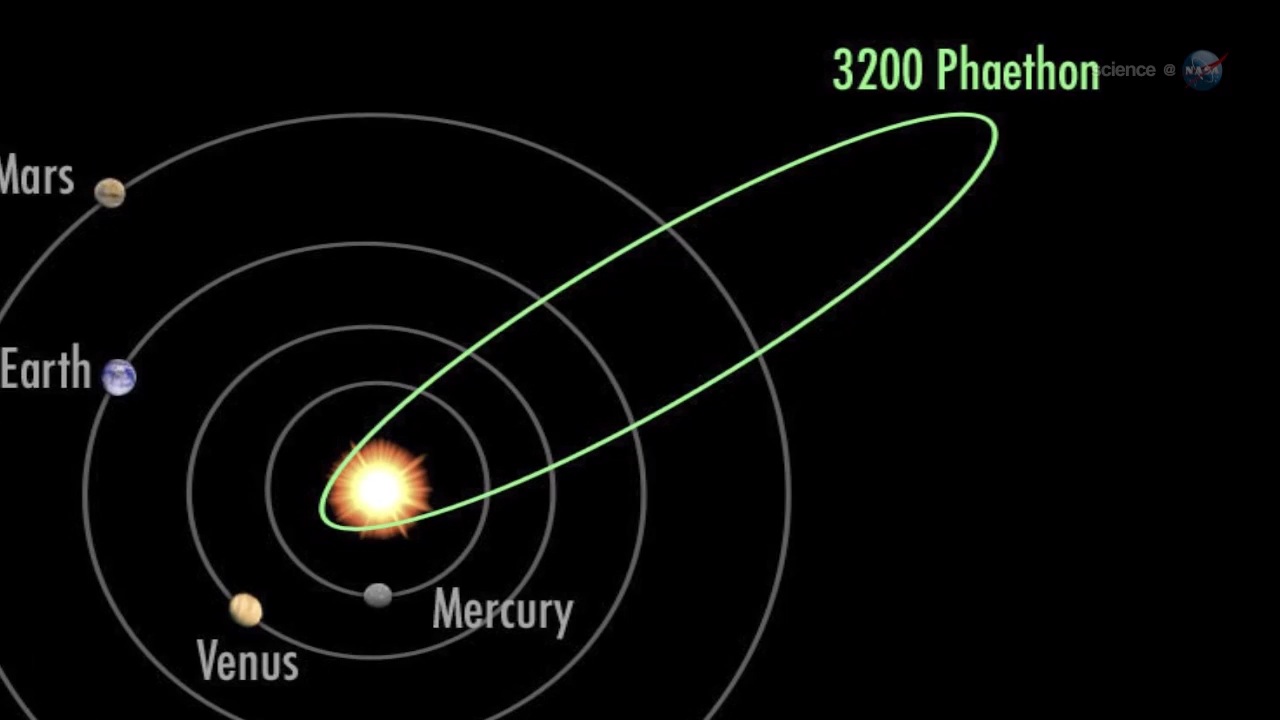 3200 Phaethon
science @ NASA
Mars
Earth
Mercury
Venus